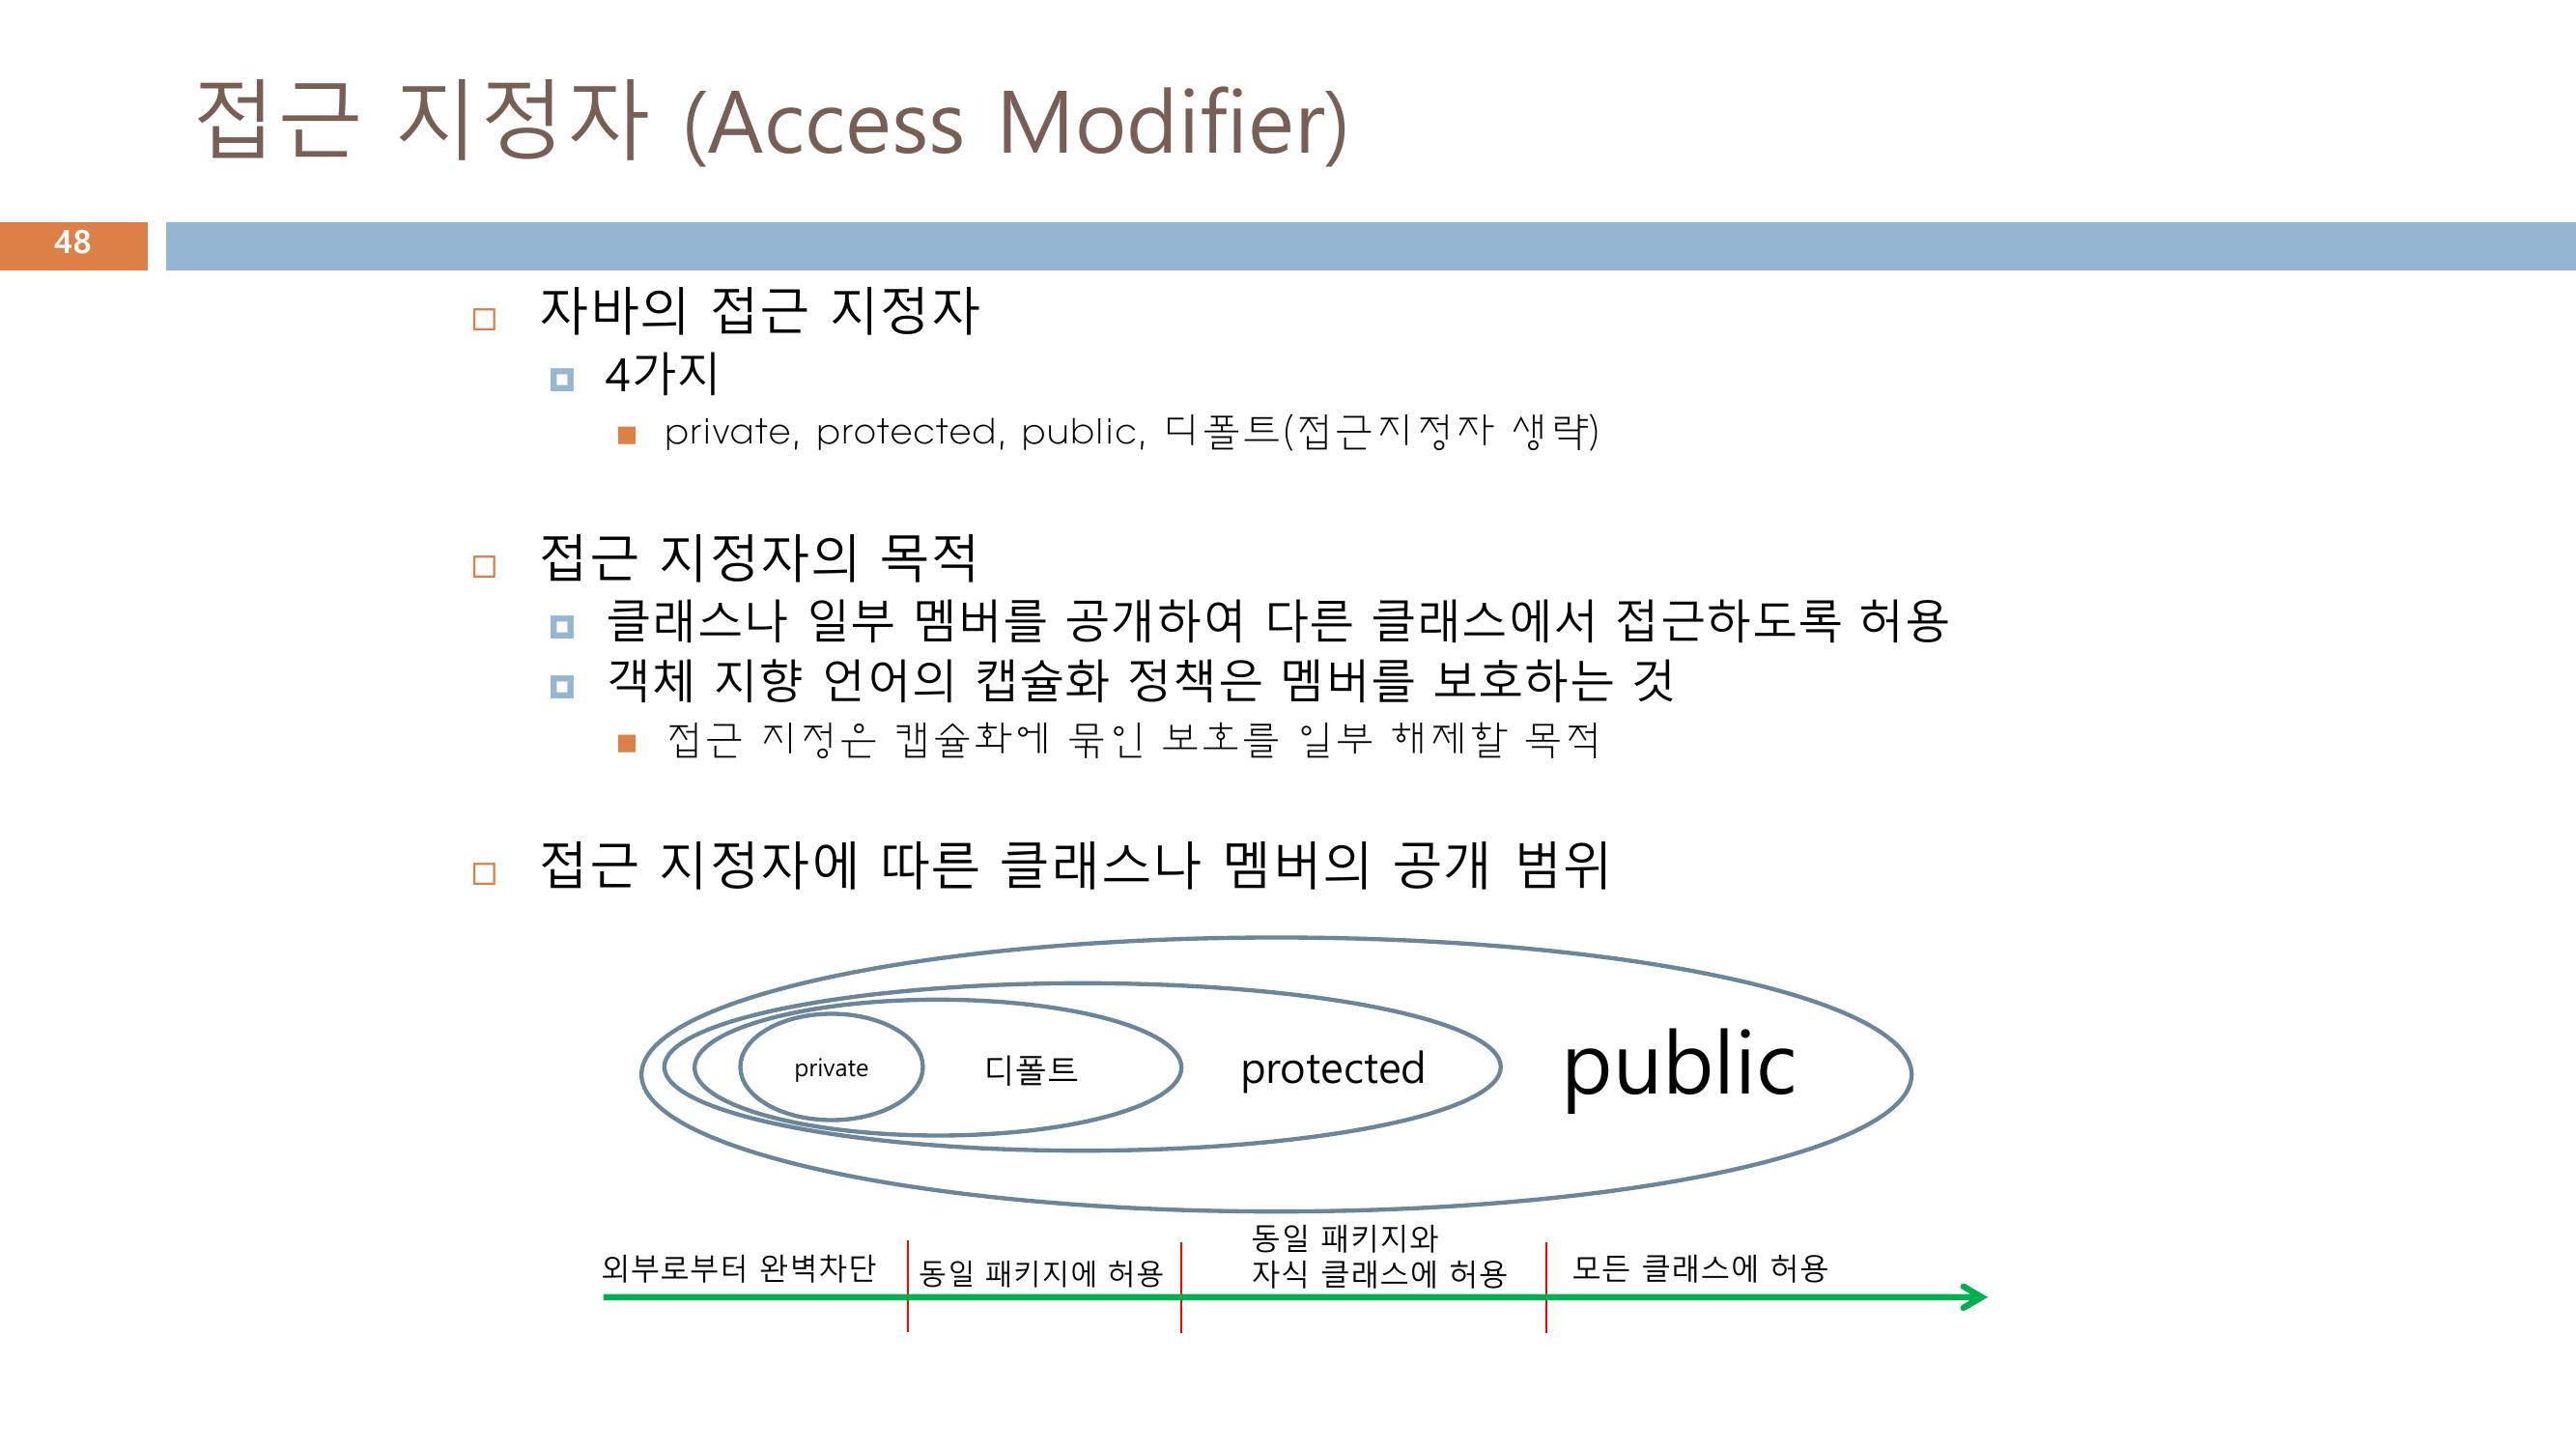 접근 지정자 (Access Modifier)
48
자바의 접근 지정자
4가지
private, protected, public, 디폴트(접근지정자 생략)
접근 지정자의 목적
클래스나 일부 멤버를 공개하여 다른 클래스에서 접근하도록 허용
객체 지향 언어의 캡슐화 정책은 멤버를 보호하는 것
접근 지정은 캡슐화에 묶인 보호를 일부 해제할 목적
접근 지정자에 따른 클래스나 멤버의 공개 범위
private 디폴트 protected public
외부로부터 완벽차단
동일 패키지에 허용
동일 패키지와
자식 클래스에 허용
모든 클래스에 허용